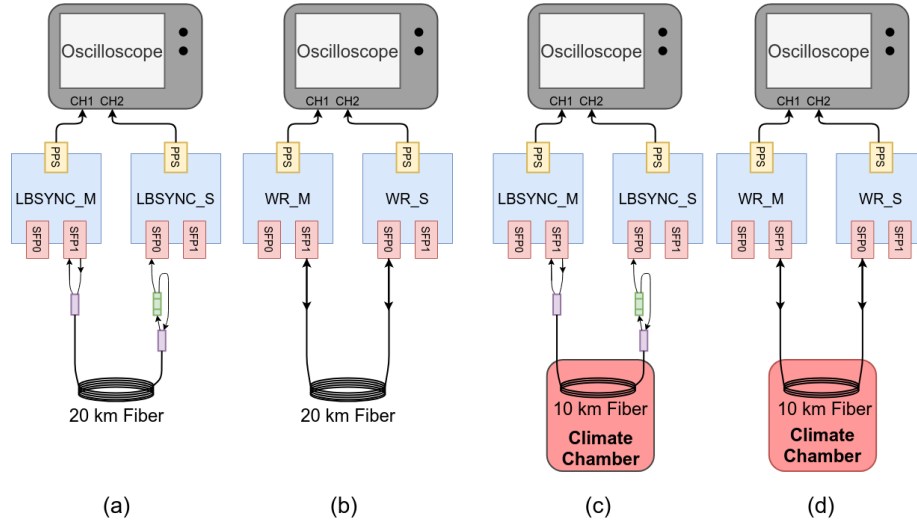 Oscilloscope
CH1 CH2
PPS
PPS
LBSYNC_M
LBSYNC_S
SFP0
SFP1
SFP0
SFP1
20 km Fiber
(a)
Oscilloscope
CH1 CH2
PPS
PPS
WR_M
WR_S
SFP0
SFP1
SFP0
SFP1
20 km Fiber
(b)
Oscilloscope
CH1 CH2
PPS
PPS
LBSYNC_M
LBSYNC_S
SFP0
SFP1
SFP0
SFP1
10 km Fiber
Climate
Chamber
(c)
Oscilloscope
CH1 CH2
PPS
PPS
WR_M
WR_S
SFP0
SFP1
SFP0
SFP1
10 km Fiber
Climate
Chamber
(d)